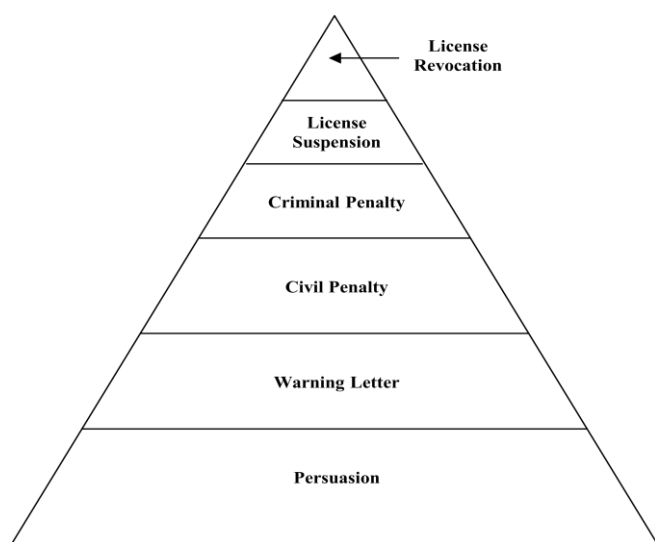 License
Revocation
License
Suspension
Criminal Penalty
Civil Penalty
Warning Letter
Persuasion